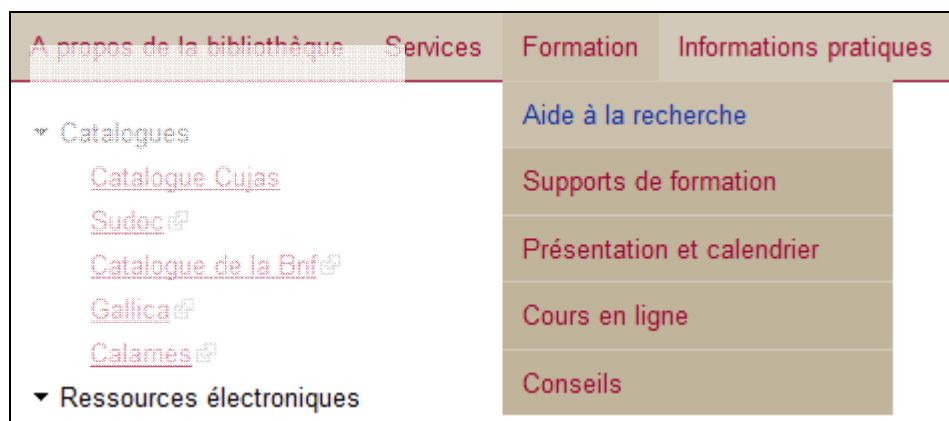 A propos de la bibliothèque Services Formation Informations pratiques
Catalogues
Catalogue Cujas
Sudoc
Catalogue de la Bnf
Gallica
Calames
Ressources électroniques
Aide à la recherche
Supports de formation
Présentation et calendrier
Cours en ligne
Conseils